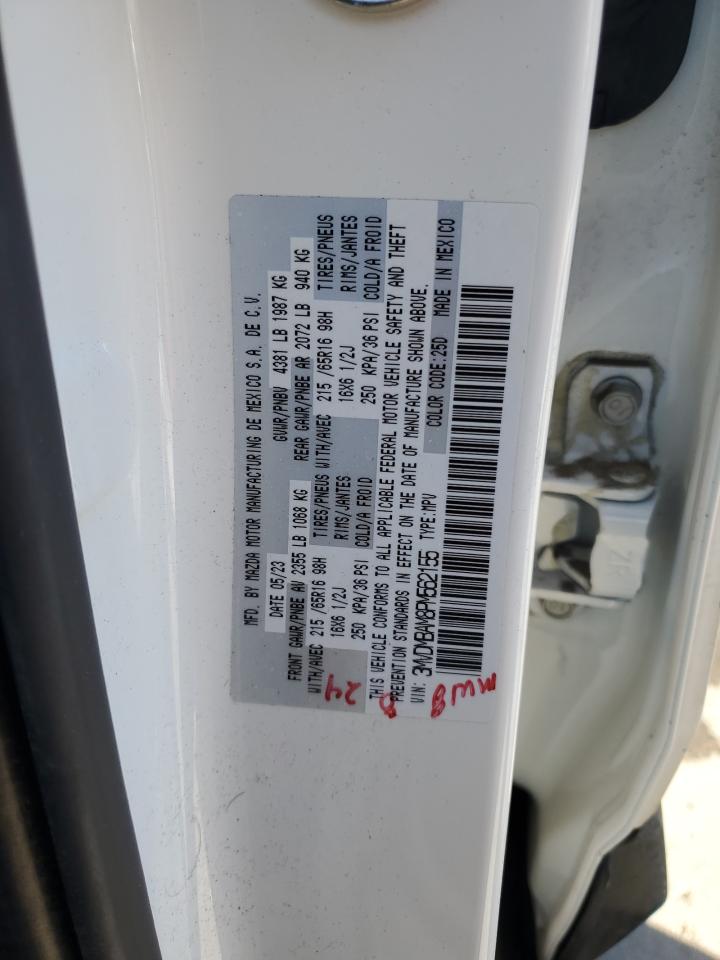 MFD. BY MAZDA MOTOR MANUFACTURING DE MEXICO S.A. DE C.V.
DATE 05/23 GVWR/PNBV 4381 LB 1987 KG
FRONT GAWR/PNBE AV 2355 LB 1068 KG REAR GAWR/PNBE AR 2072 LB 940 KG
WITH/AVEC 215 /65R16 98H TIRES/PNEUS WITH/AVEC 215 /65R16 98H TIRES/PNEUS
16X6 1/2J RIMS/JANTES 16X6 1/2J RIMS/JANTES
250 KPA/36 PSI COLD/A FROID 250 KPA/36 PSI COLD/A FROID
THIS VEHICLE CONFORMS TO ALL APPLICABLE FEDERAL MOTOR VEHICLE SAFETY AND THEFT
PREVENTION STANDARDS IN EFFECT ON THE DATE OF MANUFACTURE SHOWN ABOVE.
VIN: 3MVDMBAM8PM562155 TYPE:MPV COLOR CODE:25D MADE IN MEXICO
24